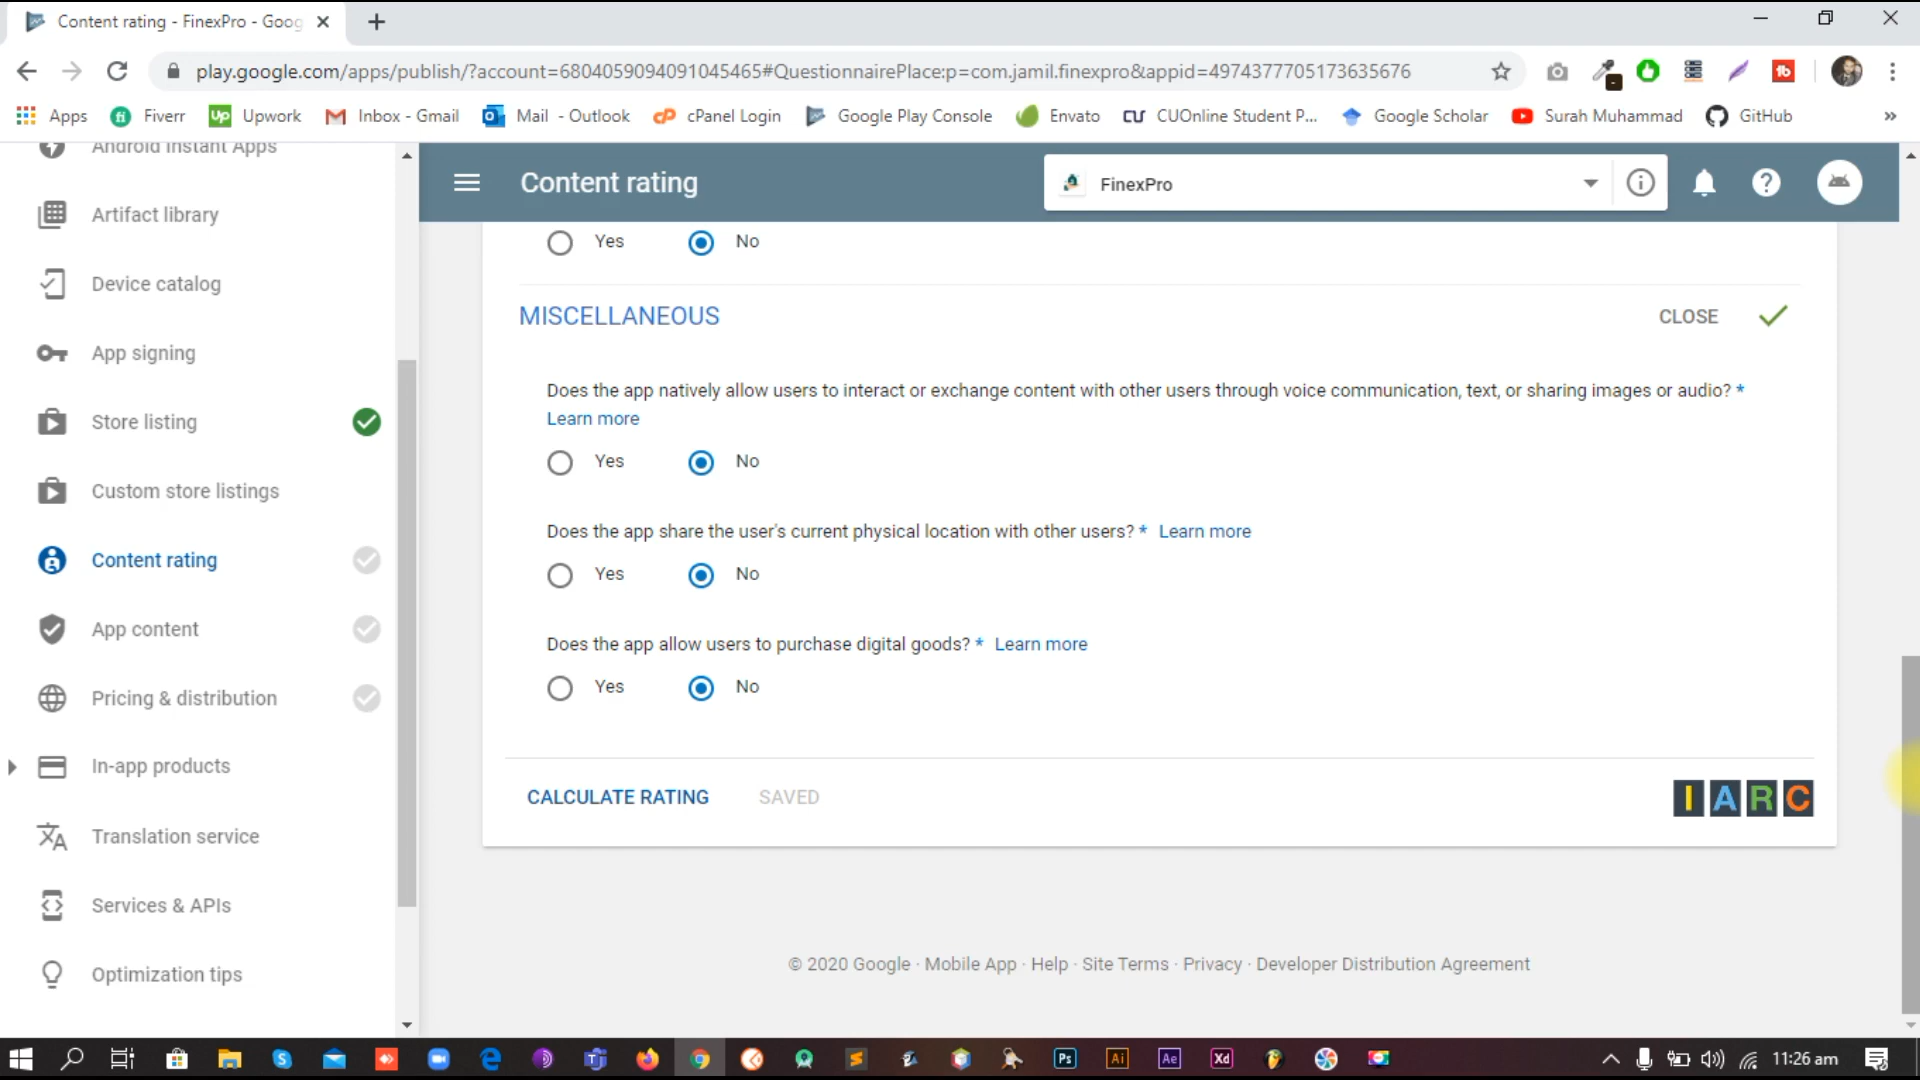 Content rating - FinexPro - Goog
play.google.com/apps/publish/?account=6804059094091045465#QuestionnairePlace:p=com.jamil.finexpro&appid=4974377705173635676
Apps Fiverr Upwork Inbox - Gmail Mail - Outlook cPanel Login Google Play Console Envato CUOnline Student P... Google Scholar Surah Muhammad GitHub »
Android Instant Apps
Artifact library
Device catalog
App signing
Store listing
Custom store listings
Content rating
App content
Pricing & distribution
In-app products
Translation service
Services & APIs
Optimization tips
Content rating
FinexPro
Yes No
MISCELLANEOUS CLOSE
Does the app natively allow users to interact or exchange content with other users through voice communication, text, or sharing images or audio? *
Learn more
Yes No
Does the app share the user's current physical location with other users? * Learn more
Yes No
Does the app allow users to purchase digital goods? * Learn more
Yes No
CALCULATE RATING SAVED
IARC
© 2020 Google · Mobile App · Help · Site Terms · Privacy · Developer Distribution Agreement
Ps Ai Ae Xd
11:26 am